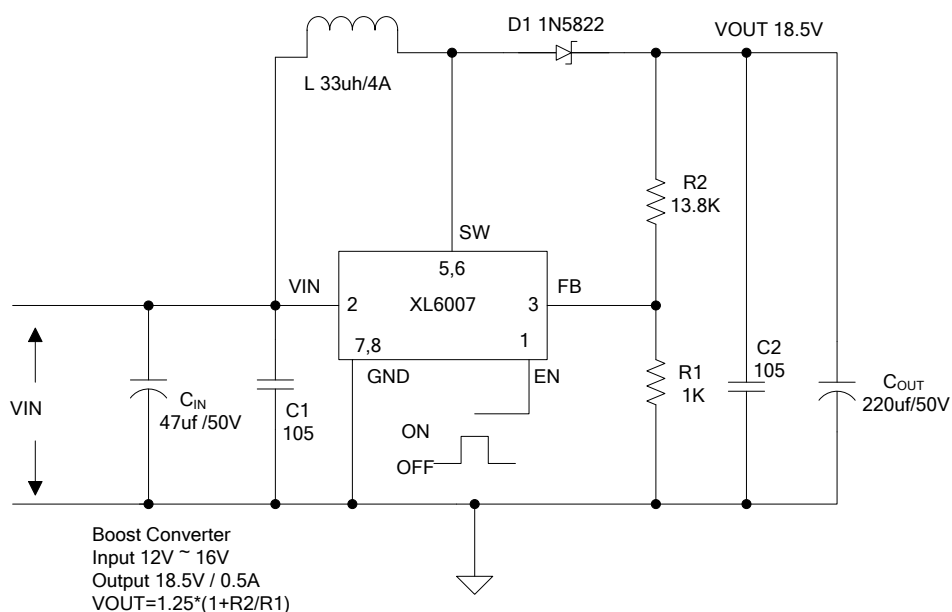 D1 1N5822
VOUT 18.5V
L 33uh/4A
R2
13.8K
SW
5,6
VIN
FB
2
XL6007
3
1
7,8
GND
EN
VIN
C_IN
47uf /50V
C1
105
ON
OFF
R1
1K
C2
105
C_OUT
220uf/50V
Boost Converter
Input 12V ~ 16V
Output 18.5V / 0.5A
VOUT=1.25*(1+R2/R1)